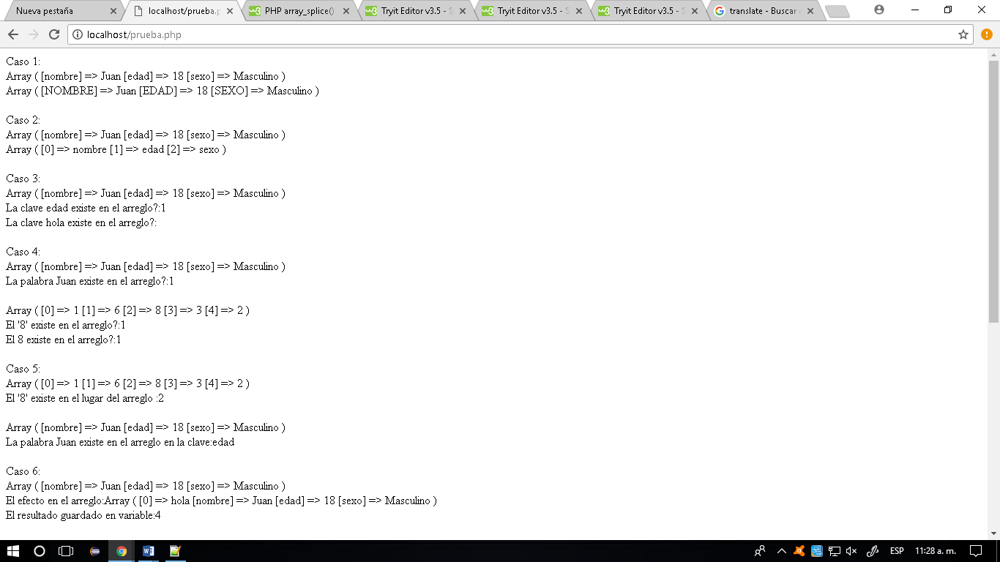 Nueva pestaña
localhost/prueba.p
PHP array_splice()
Tryit Editor v3.5 - S
Tryit Editor v3.5 - S
Tryit Editor v3.5 - S
translate - Buscar
localhost/prueba.php
Caso 1:
Array ( [nombre] => Juan [edad] => 18 [sexo] => Masculino )
Array ( [NOMBRE] => Juan [EDAD] => 18 [SEXO] => Masculino )
Caso 2:
Array ( [nombre] => Juan [edad] => 18 [sexo] => Masculino )
Array ( [0] => nombre [1] => edad [2] => sexo )
Caso 3:
Array ( [nombre] => Juan [edad] => 18 [sexo] => Masculino )
La clave edad existe en el arreglo?:1
La clave hola existe en el arreglo?:
Caso 4:
Array ( [nombre] => Juan [edad] => 18 [sexo] => Masculino )
La palabra Juan existe en el arreglo?:1
Array ( [0] => 1 [1] => 6 [2] => 8 [3] => 3 [4] => 2 )
El '8' existe en el arreglo?:1
El 8 existe en el arreglo?:1
Caso 5:
Array ( [0] => 1 [1] => 6 [2] => 8 [3] => 3 [4] => 2 )
El '8' existe en el lugar del arreglo :2
Array ( [nombre] => Juan [edad] => 18 [sexo] => Masculino )
La palabra Juan existe en el arreglo en la clave:edad
Caso 6:
Array ( [nombre] => Juan [edad] => 18 [sexo] => Masculino )
El efecto en el arreglo:Array ( [0] => hola [nombre] => Juan [edad] => 18 [sexo] => Masculino )
El resultado guardado en variable:4
ESP
11:28 a. m.